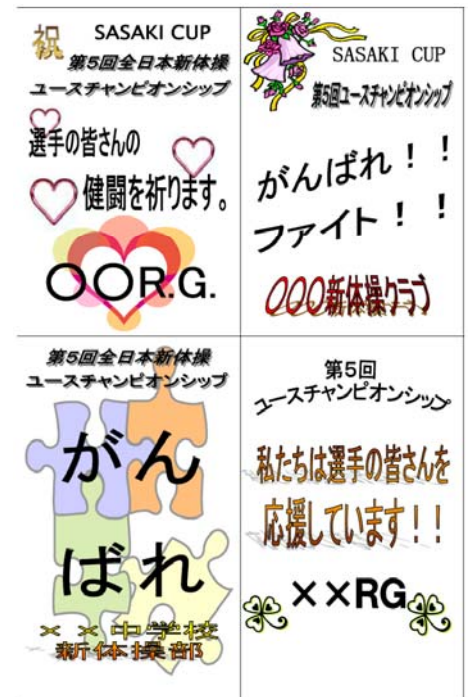 祝
SASAKI CUP
第5回全日本新体操
ユースチャンピオンシップ
選手の皆さんの
健闘を祈ります。
〇〇R.G.
SASAKI CUP
第5回ユースチャンピオンシップ
がんばれ！！
ファイト！！
〇〇〇新体操クラブ
第5回全日本新体操
ユースチャンピオンシップ
がん
ばれ
××中学校
新体操部
第5回
ユースチャンピオンシップ
私たちは選手の皆さんを
応援しています！！
××RG